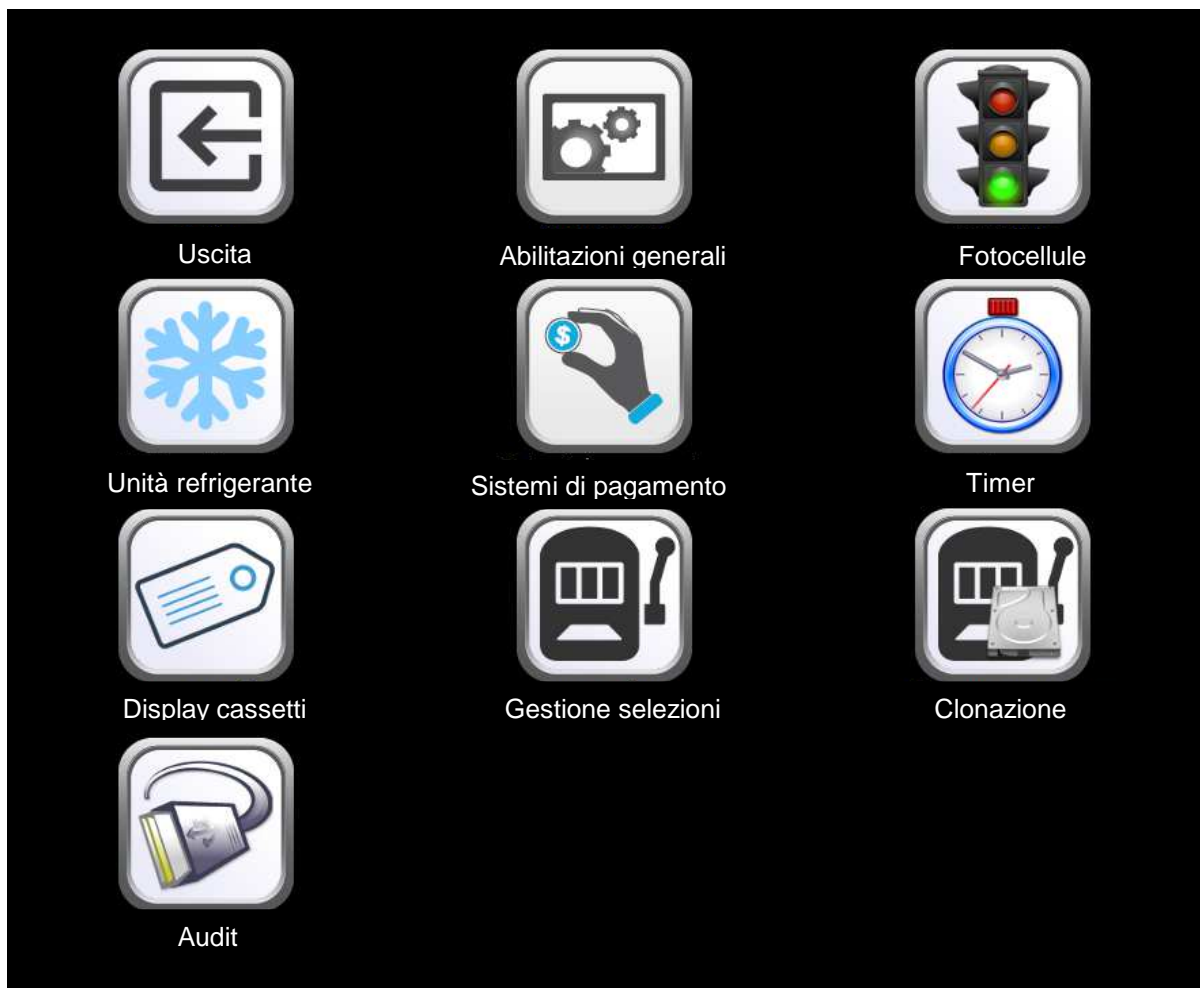 Uscita
Abilitazioni generali
Fotocellule
$
Unità refrigerante
Sistemi di pagamento
Timer
Display cassetti
Gestione selezioni
Clonazione
Audit